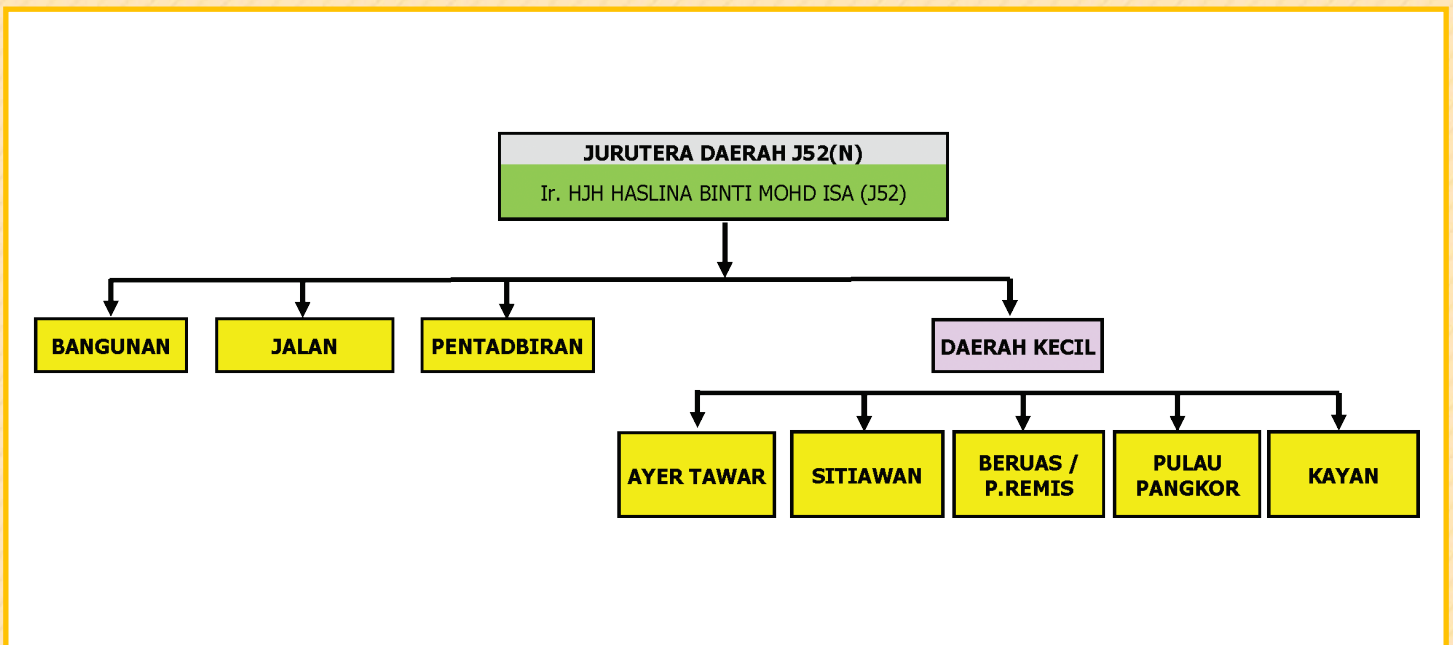 JURUTERA DAERAH J52(N)
Ir. HJH HASLINA BINTI MOHD ISA (J52)
BANGUNAN
JALAN
PENTADBIRAN
DAERAH KECIL
AYER TAWAR
SITIAWAN
BERUAS /
P.REMIS
PULAU
PANGKOR
KAYAN